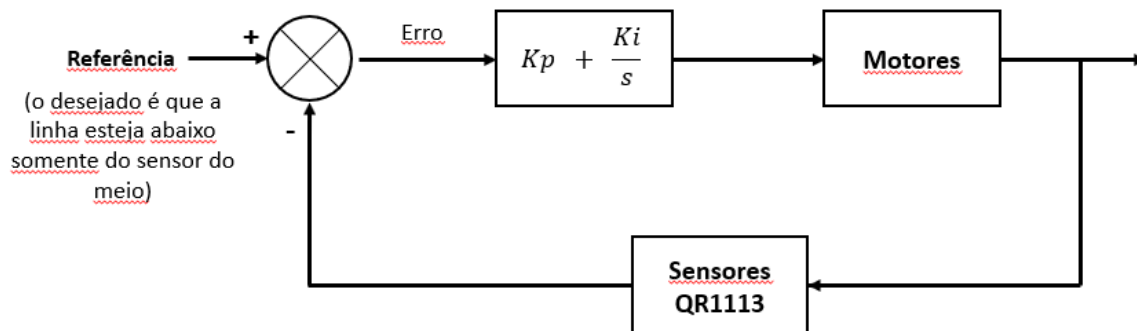 +
Erro
Kp + Ki/s
Motores
Referência
(o desejado é que a
linha esteja abaixo
somente do sensor do
meio)
-
Sensores
QR1113